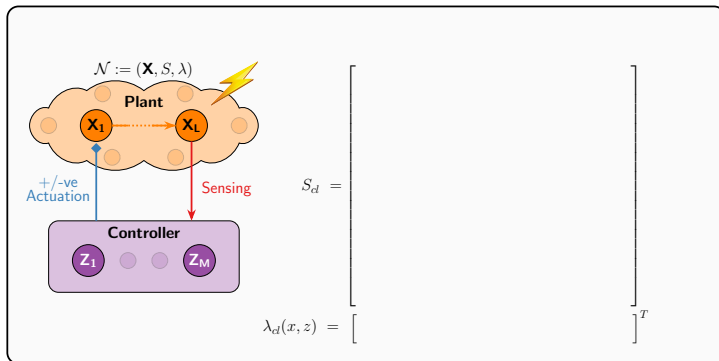 𝒩 := (X, S, λ)
Plant
X₁ X_L
+/-ve
Actuation
Sensing
Controller
Z₁ Z_M
S_cl = [ ]
λ_cl(x, z) = [ ]ᵀ